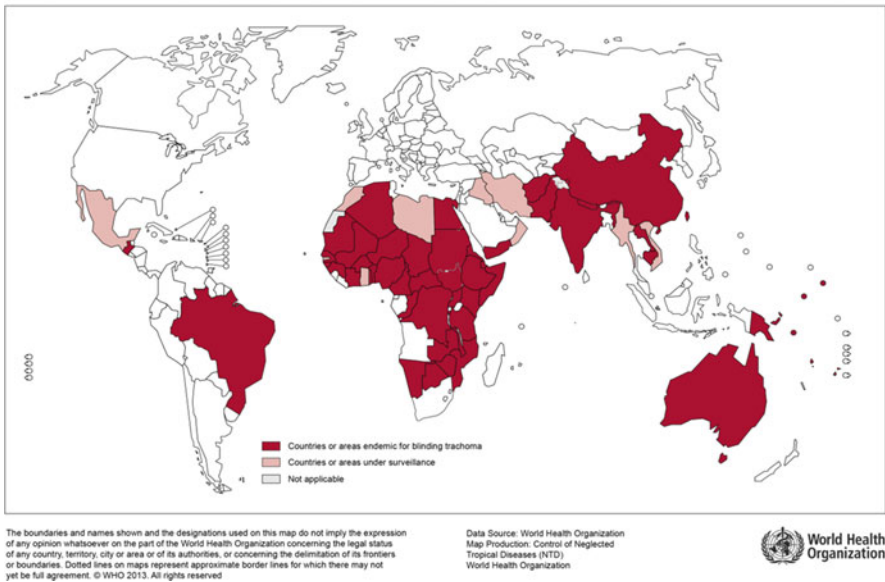 Countries or areas endemic for blinding trachoma
Countries or areas under surveillance
Not applicable
The boundaries and names shown and the designations used on this map do not imply the expression
of any opinion whatsoever on the part of the World Health Organization concerning the legal status
of any country, territory, city or area or of its authorities, or concerning the delimitation of its frontiers
or boundaries. Dotted lines on maps represent approximate border lines for which there may not
yet be full agreement. © WHO 2013. All rights reserved
Data Source: World Health Organization
Map Production: Control of Neglected
Tropical Diseases (NTD)
World Health Organization
World Health
Organization